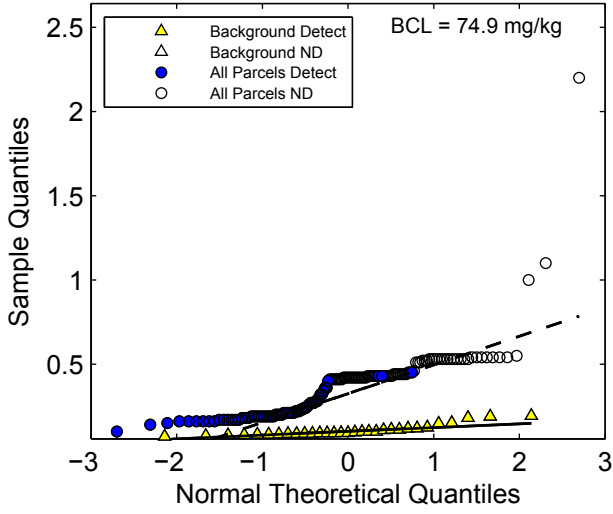 BCL = 74.9 mg/kg
Background Detect
Background ND
All Parcels Detect
All Parcels ND
2.5
2
1.5
1
0.5
Sample Quantiles
−3 −2 −1 0 1 2 3
Normal Theoretical Quantiles